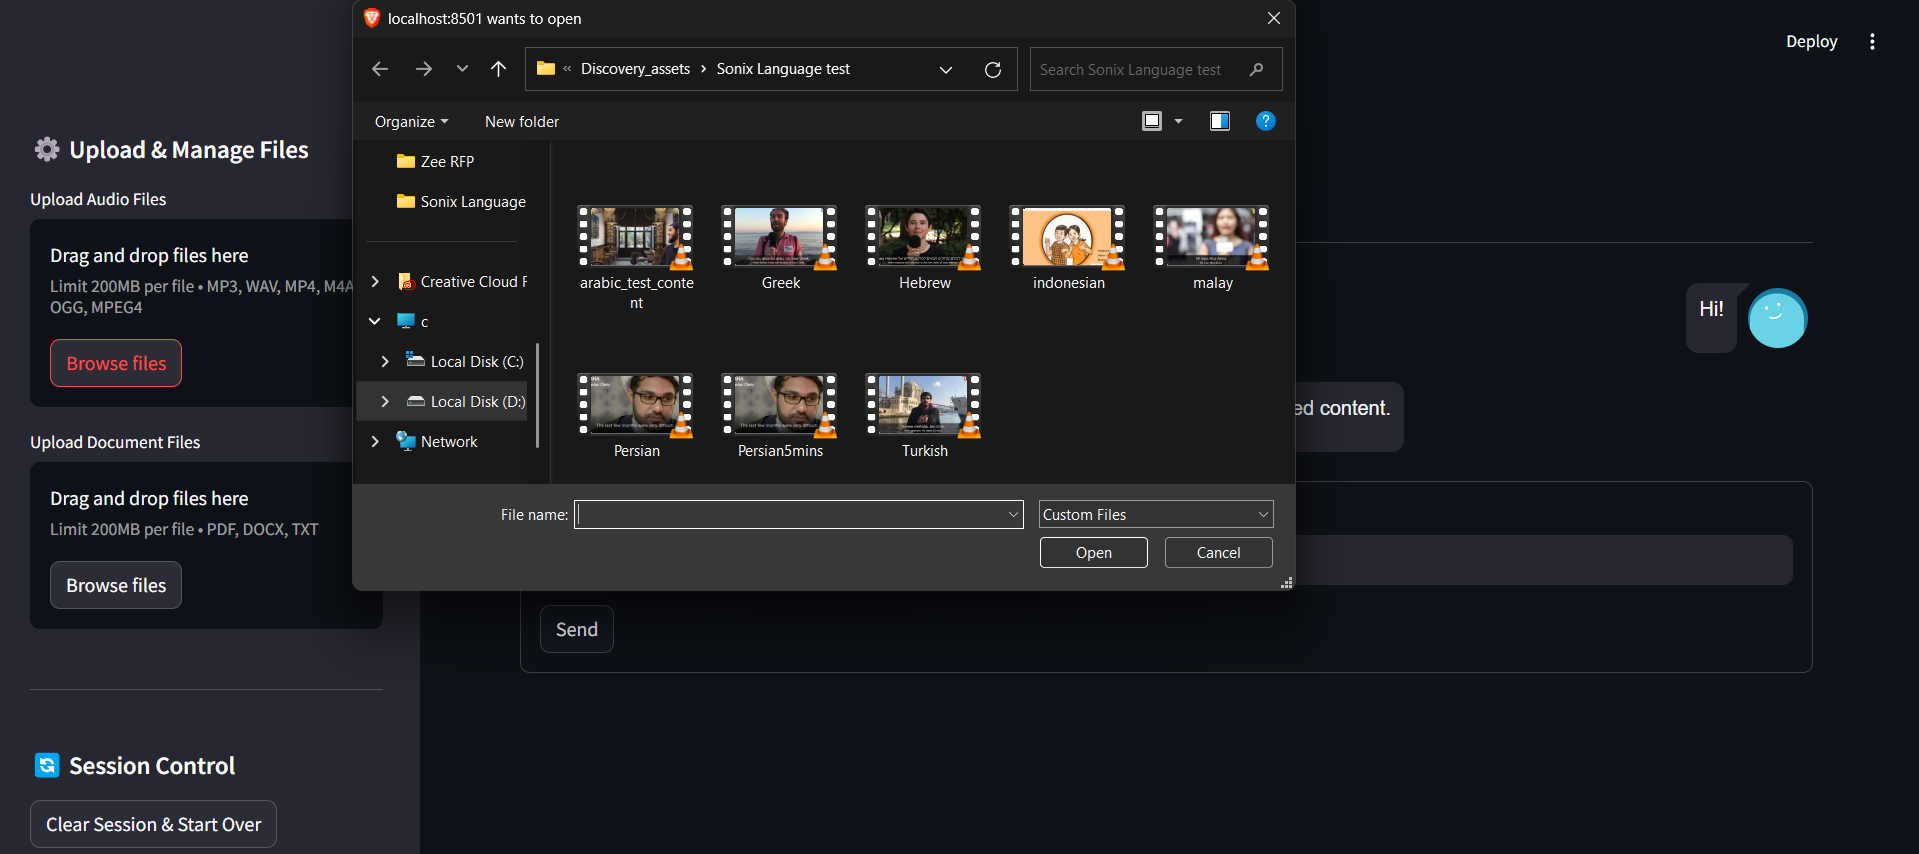 localhost:8501 wants to open
Deploy
« Discovery_assets › Sonix Language test
Search Sonix Language test
Organize
New folder
Zee RFP
Sonix Language
Creative Cloud F
c
Local Disk (C:)
Local Disk (D:)
Network
arabic_test_conte
nt
Greek
Hebrew
indonesian
malay
Persian
Persian5mins
Turkish
File name:
Custom Files
Open
Cancel
Upload & Manage Files
Upload Audio Files
Drag and drop files here
Limit 200MB per file • MP3, WAV, MP4, M4A
OGG, MPEG4
Browse files
Upload Document Files
Drag and drop files here
Limit 200MB per file • PDF, DOCX, TXT
Browse files
Session Control
Clear Session & Start Over
Hi!
ed content.
Send